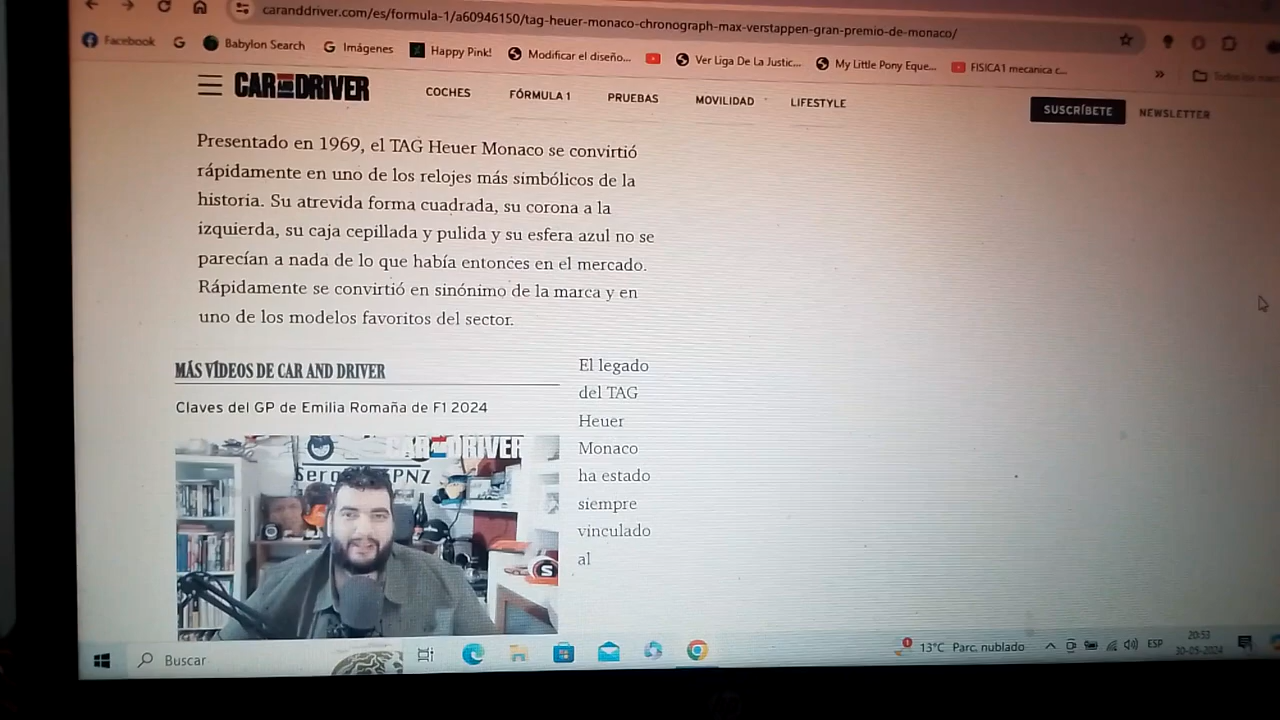 caranddriver.com/es/formula-1/a60946150/tag-heuer-monaco-chronograph-max-verstappen-gran-premio-de-monaco/
Facebook Babylon Search Imágenes Happy Pink! Modificar el diseño... Ver Liga De La Justic... My Little Pony Eque... FISICA1 mecanica c... »
CAR AND DRIVER COCHES FÓRMULA 1 PRUEBAS MOVILIDAD LIFESTYLE SUSCRÍBETE NEWSLETTER
Presentado en 1969, el TAG Heuer Monaco se convirtió
rápidamente en uno de los relojes más simbólicos de la
historia. Su atrevida forma cuadrada, su corona a la
izquierda, su caja cepillada y pulida y su esfera azul no se
parecían a nada de lo que había entonces en el mercado.
Rápidamente se convirtió en sinónimo de la marca y en
uno de los modelos favoritos del sector.
MÁS VÍDEOS DE CAR AND DRIVER
Claves del GP de Emilia Romaña de F1 2024
CAR AND DRIVER
El legado
del TAG
Heuer
Monaco
ha estado
siempre
vinculado
al
Buscar 13°C Parc. nublado ESP 20:53
30-05-2024